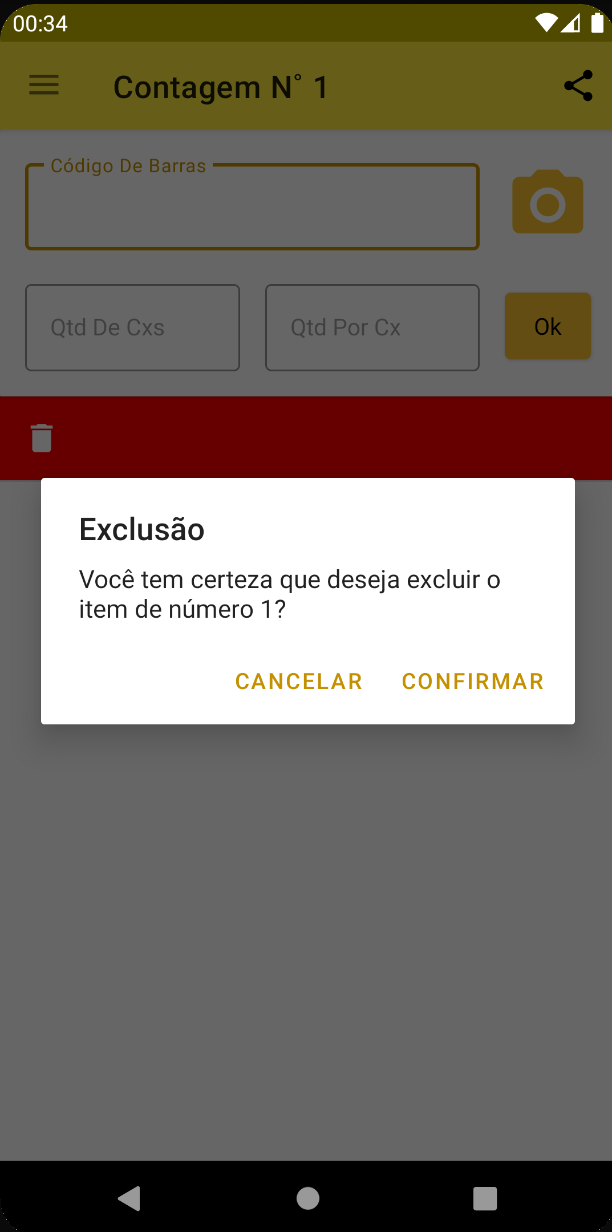 00:34
Contagem N° 1
Código De Barras
Qtd De Cxs
Qtd Por Cx
Ok
Exclusão
Você tem certeza que deseja excluir o
item de número 1?
CANCELAR CONFIRMAR